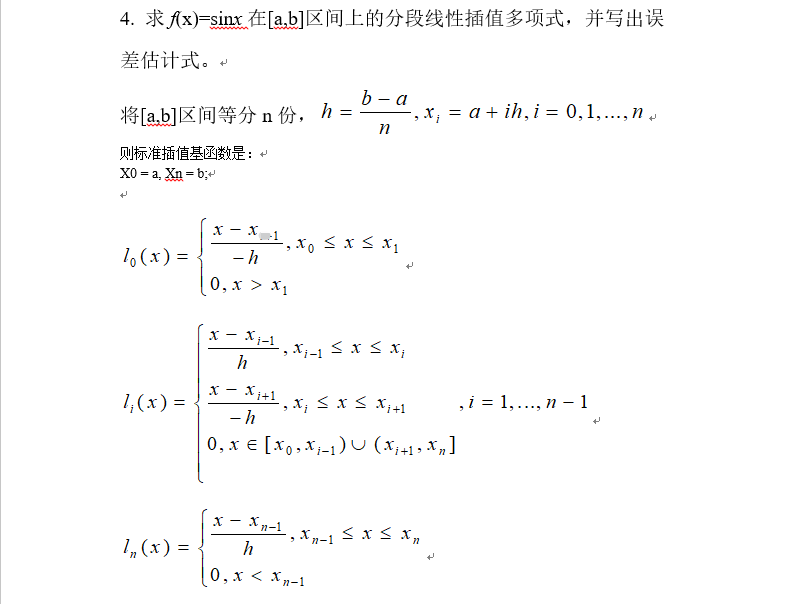 4. 求 f(x)=sinx 在[a,b]区间上的分段线性插值多项式，并写出误
差估计式。
将[a,b]区间等分 n 份，h = \frac{b-a}{n}, x_i = a + ih, i = 0,1,...,n
则标准插值基函数是：
X0 = a, Xn = b;
l_0(x) = \begin{cases} \frac{x - x_{1}}{-h}, x_0 \le x \le x_1 \\ 0, x > x_1 \end{cases}
l_i(x) = \begin{cases} \frac{x - x_{i-1}}{h}, x_{i-1} \le x \le x_i \\ \frac{x - x_{i+1}}{-h}, x_i \le x \le x_{i+1} \\ 0, x \in [x_0, x_{i-1}) \cup (x_{i+1}, x_n] \end{cases}, i = 1,...,n-1
l_n(x) = \begin{cases} \frac{x - x_{n-1}}{h}, x_{n-1} \le x \le x_n \\ 0, x < x_{n-1} \end{cases}